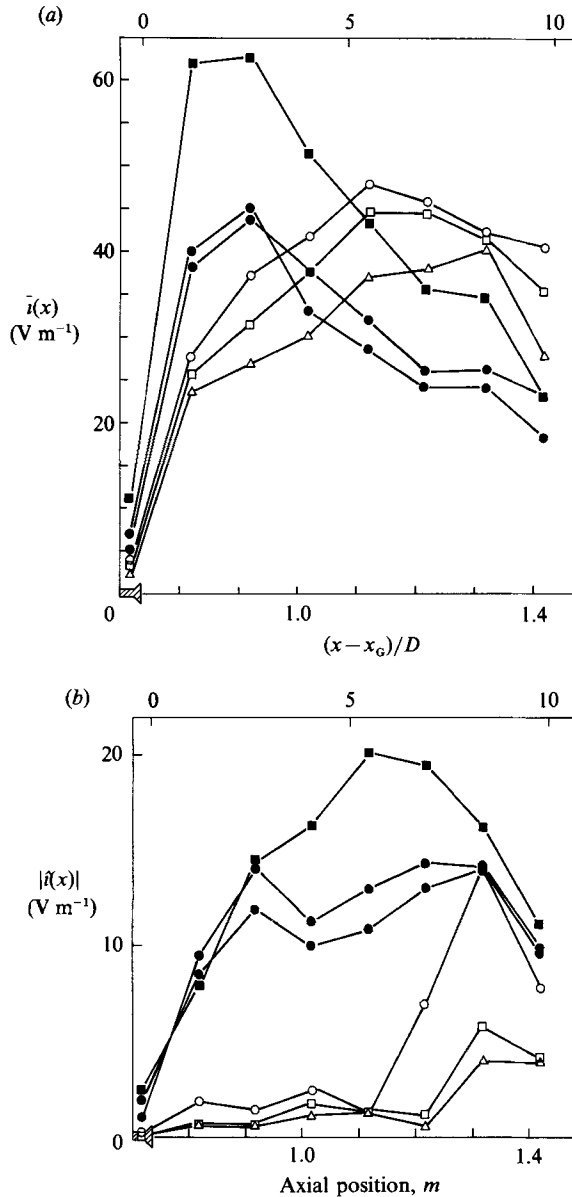 (a)
0 5 10
60
40
ī(x)
(V m⁻¹)
20
0 1.0 1.4
(x−x_G)/D
(b)
0 5 10
20
|î(x)|
(V m⁻¹)
10
0
1.0 1.4
Axial position, m